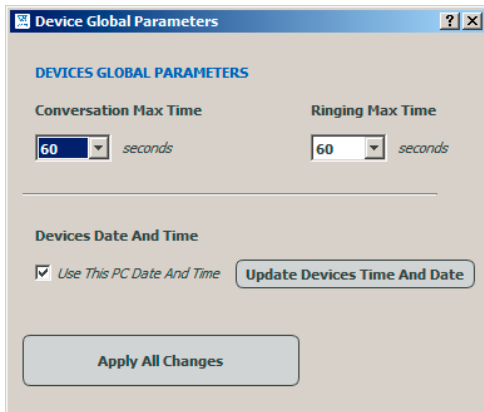 Device Global Parameters
DEVICES GLOBAL PARAMETERS
Conversation Max Time Ringing Max Time
60 seconds 60 seconds
Devices Date And Time
Use This PC Date And Time Update Devices Time And Date
Apply All Changes